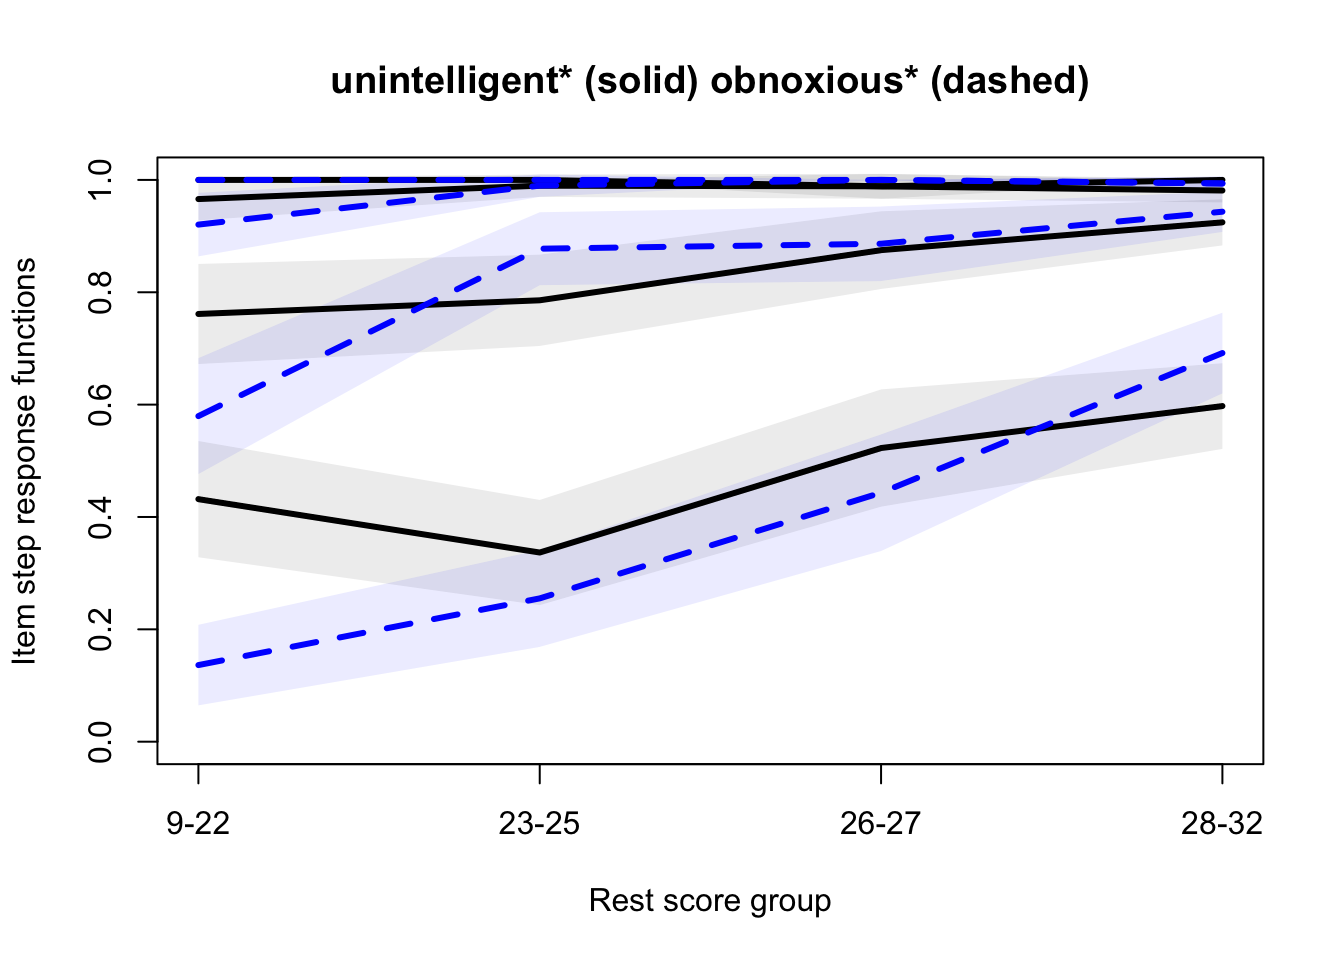 unintelligent* (solid) obnoxious* (dashed)
Item step response functions
1.0
0.8
0.6
0.4
0.2
0.0
9-22 23-25 26-27 28-32
Rest score group